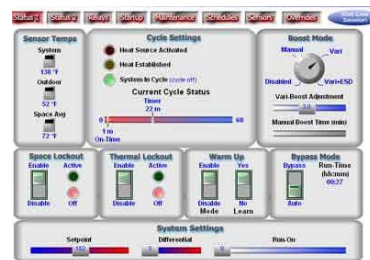 Status 1 Status 2 Relays Startup Maintenance Schedules Sensors Overrides
Sensor Temps
System
138 °F
Outdoor
52 °F
Space Avg
72 °F
Cycle Settings
Heat Source Activated
Heat Established
System In Cycle (cycle off)
Current Cycle Status
Timer
22 m
0 60
1 m
On-Time
Boost Mode
Manual Vari
Disabled Vari+ESD
Vari-Boost Adjustment
Manual Boost Time (min)
Space Lockout
Enable Active
Disable Off
Thermal Lockout
Enable Active
Disable Off
Warm Up
Enable Yes
Disable No
Mode Learn
Bypass Mode
Bypass Run-Time
(hh:mm)
00:27
Auto
System Settings
Setpoint Differential Run-On